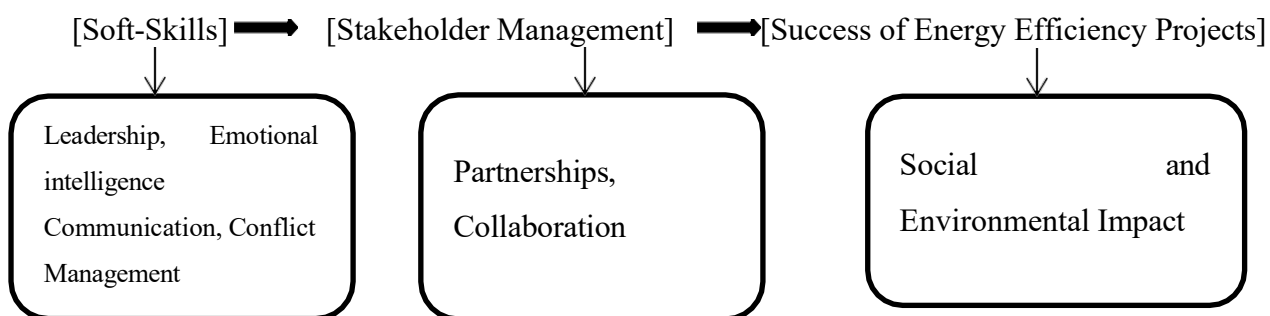 [Soft-Skills] [Stakeholder Management] [Success of Energy Efficiency Projects]
Leadership, Emotional
intelligence
Communication, Conflict
Management
Partnerships,
Collaboration
Social and
Environmental Impact